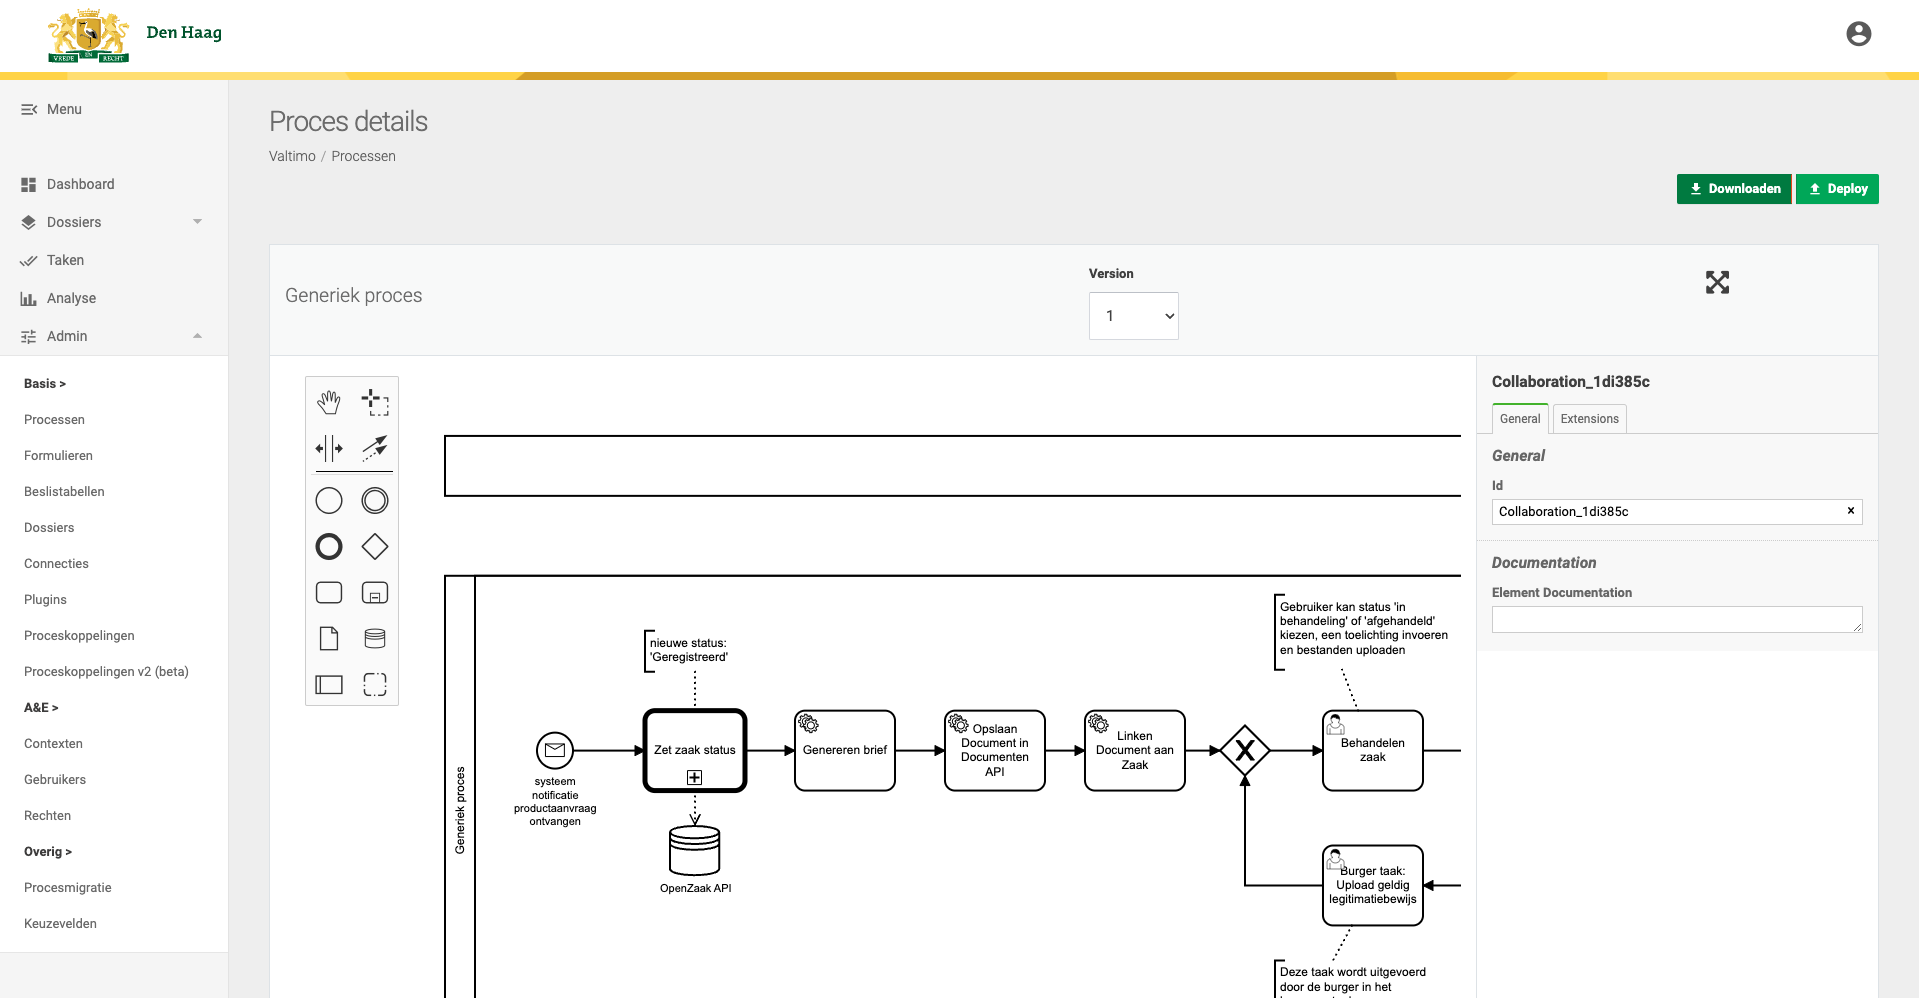 VREDE EN RECHT
Den Haag
Menu
Dashboard
Dossiers
Taken
Analyse
Admin
Basis >
Processen
Formulieren
Beslistabellen
Dossiers
Connecties
Plugins
Proceskoppelingen
Proceskoppelingen v2 (beta)
A&E >
Contexten
Gebruikers
Rechten
Overig >
Procesmigratie
Keuzevelden
Proces details
Valtimo / Processen
Downloaden
Deploy
Generiek proces
Version
1
Generiek proces
nieuwe status:
'Geregistreerd'
systeem
notificatie
productaanvraag
ontvangen
Zet zaak status
OpenZaak API
Genereren brief
Opslaan
Document in
Documenten
API
Linken
Document aan
Zaak
Gebruiker kan status 'in
behandeling' of 'afgehandeld'
kiezen, een toelichting invoeren
en bestanden uploaden
Behandelen
zaak
Burger taak:
Upload geldig
legitimatiebewijs
Deze taak wordt uitgevoerd
door de burger in het
Collaboration_1di385c
General
Extensions
General
Id
Collaboration_1di385c
Documentation
Element Documentation